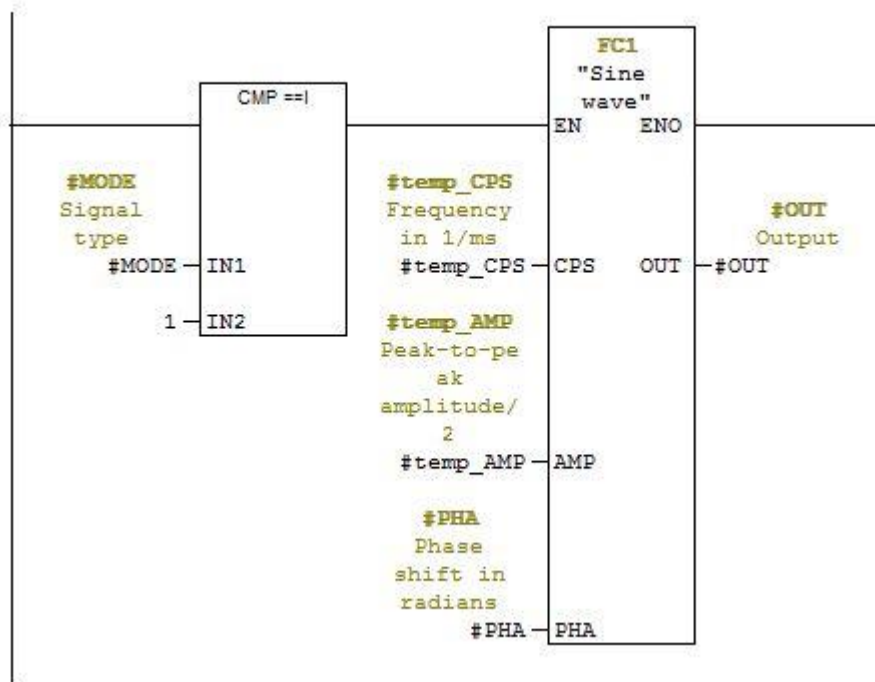 FC1
"Sine
wave"
CMP ==I
EN ENO
#MODE
Signal
type
#MODE IN1
1 IN2
#temp_CPS
Frequency
in 1/ms
#temp_CPS CPS
#OUT
Output
OUT #OUT
#temp_AMP
Peak-to-pe
ak
amplitude/
2
#temp_AMP AMP
#PHA
Phase
shift in
radians
#PHA PHA